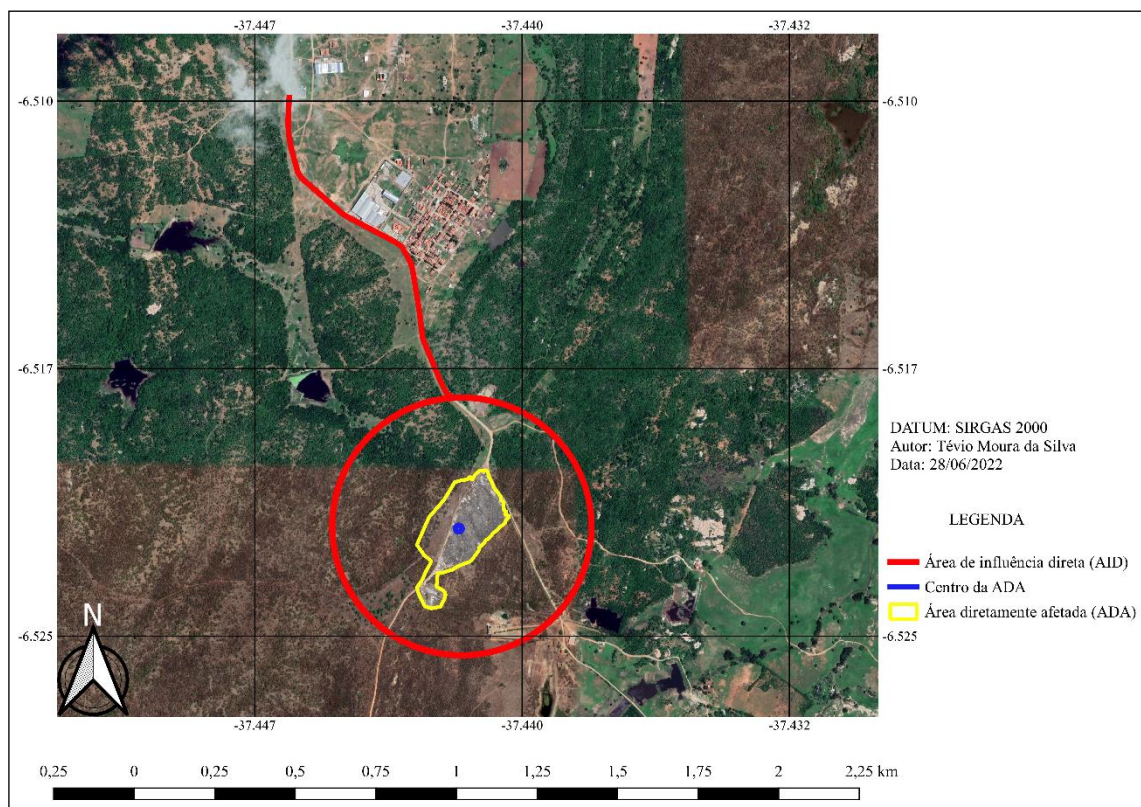 -37.447 -37.440 -37.432
-6.510 -6.510
-6.517 -6.517
DATUM: SIRGAS 2000
Autor: Tévio Moura da Silva
Data: 28/06/2022
LEGENDA
Área de influência direta (AID)
Centro da ADA
Área diretamente afetada (ADA)
N
-6.525 -6.525
-37.447 -37.440 -37.432
0,25 0 0,25 0,5 0,75 1 1,25 1,5 1,75 2 2,25 km